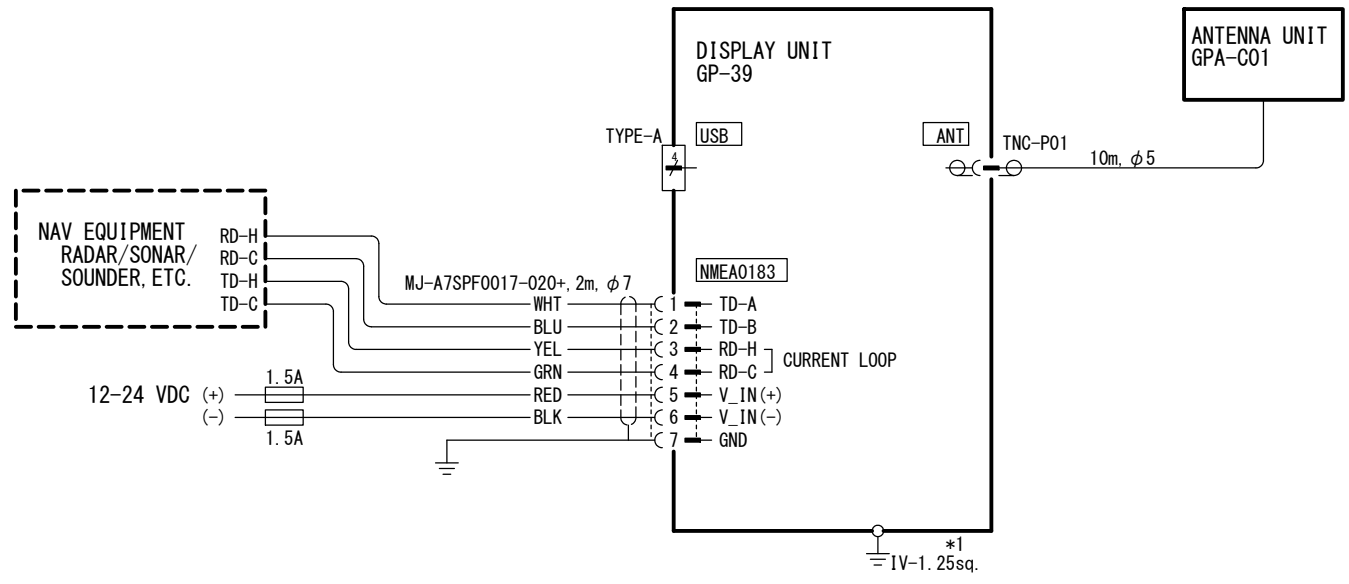 DISPLAY UNIT
GP-39
ANTENNA UNIT
GPA-C01
TYPE-A
USB
4
ANT
TNC-P01
10m, φ5
NAV EQUIPMENT
RADAR/SONAR/
SOUNDER, ETC.
RD-H
RD-C
TD-H
TD-C
NMEA0183
MJ-A7SPF0017-020+, 2m, φ7
WHT 1 TD-A
BLU 2 TD-B
YEL 3 RD-H
GRN 4 RD-C
CURRENT LOOP
12-24 VDC (+) 1.5A RED 5 V_IN(+)
(-) 1.5A BLK 6 V_IN(-)
7 GND
*1
IV-1.25sq.